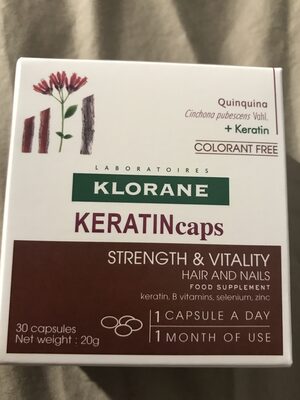 Quinquina
Cinchona pubescens Vahl.
+ Keratin
COLORANT FREE
LABORATOIRES
KLORANE
KERATINcaps
STRENGTH & VITALITY
HAIR AND NAILS
FOOD SUPPLEMENT
keratin, B vitamins, selenium, zinc
30 capsules
Net weight : 20g
1 CAPSULE A DAY
1 MONTH OF USE